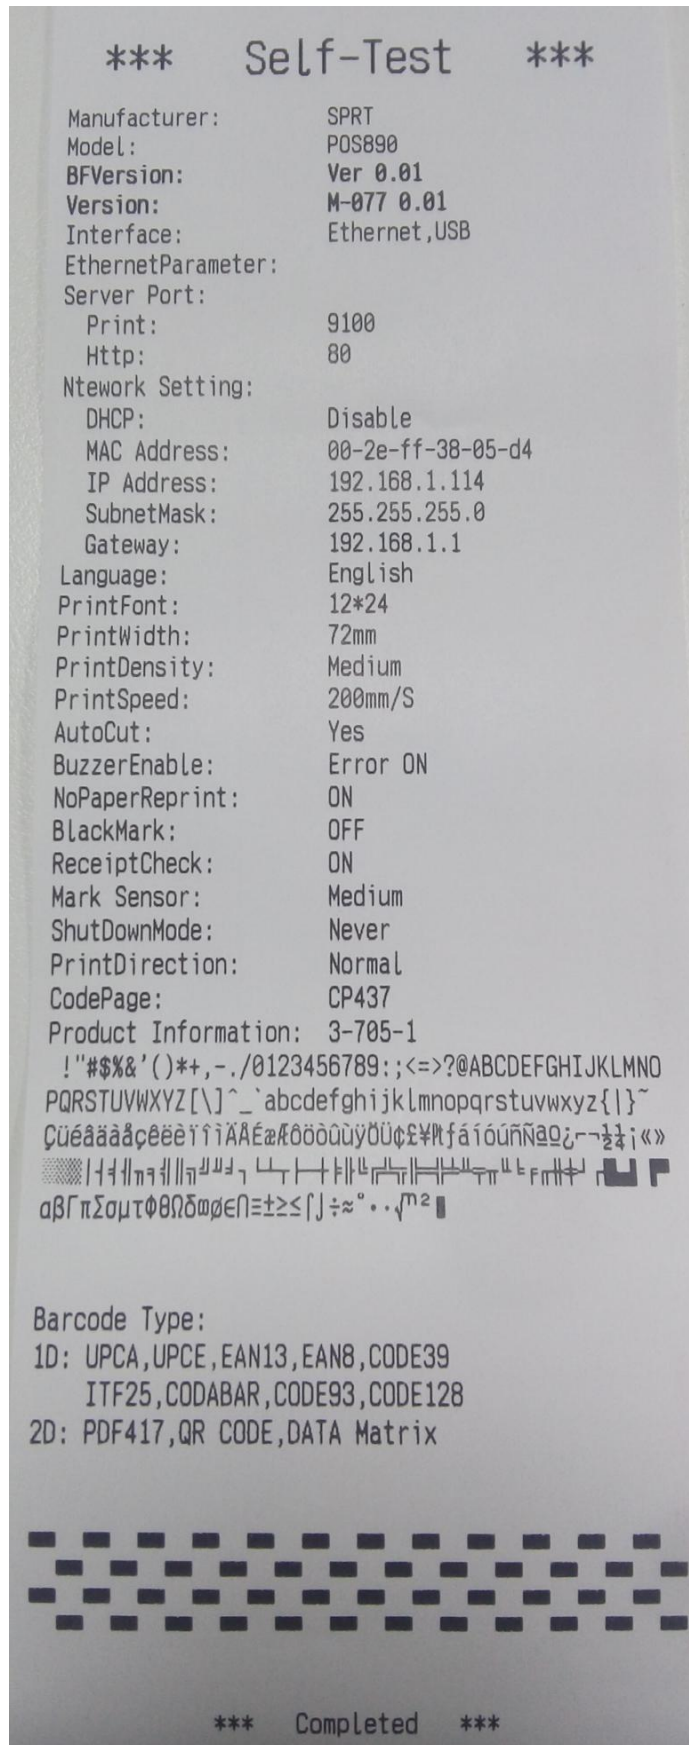 *** Self-Test ***
Manufacturer: SPRT
Model: POS890
BFVersion: Ver 0.01
Version: M-077 0.01
Interface: Ethernet,USB
EthernetParameter:
Server Port:
Print: 9100
Http: 80
Ntework Setting:
DHCP: Disable
MAC Address: 00-2e-ff-38-05-d4
IP Address: 192.168.1.114
SubnetMask: 255.255.255.0
Gateway: 192.168.1.1
Language: English
PrintFont: 12*24
PrintWidth: 72mm
PrintDensity: Medium
PrintSpeed: 200mm/S
AutoCut: Yes
BuzzerEnable: Error ON
NoPaperReprint: ON
BlackMark: OFF
ReceiptCheck: ON
Mark Sensor: Medium
ShutDownMode: Never
PrintDirection: Normal
CodePage: CP437
Product Information: 3-705-1
!"#$%&'()*+,-./0123456789:;<=>?@ABCDEFGHIJKLMNO
PQRSTUVWXYZ[\]^_`abcdefghijklmnopqrstuvwxyz{|}~
ÇüéâäàåçêëèïîìÄÅÉæÆôöòûùÿÖÜ¢£¥₧ƒáíóúñÑªº¿⌐¬½¼¡«»
░▒▓│┤╡╢╖╕╣║╗╝╜╛┐└┴┬├─┼╞╟╚╔╩╦╠═╬╧╨╤╥╙╘╒╓╫╪┘┌█▄▌▐▀
αβΓπΣσµτΦΘΩδ∞φ∈∩≡±≥≤⌠⌡÷≈°∙·√ⁿ²■
Barcode Type:
1D: UPCA,UPCE,EAN13,EAN8,CODE39
ITF25,CODABAR,CODE93,CODE128
2D: PDF417,QR CODE,DATA Matrix
*** Completed ***